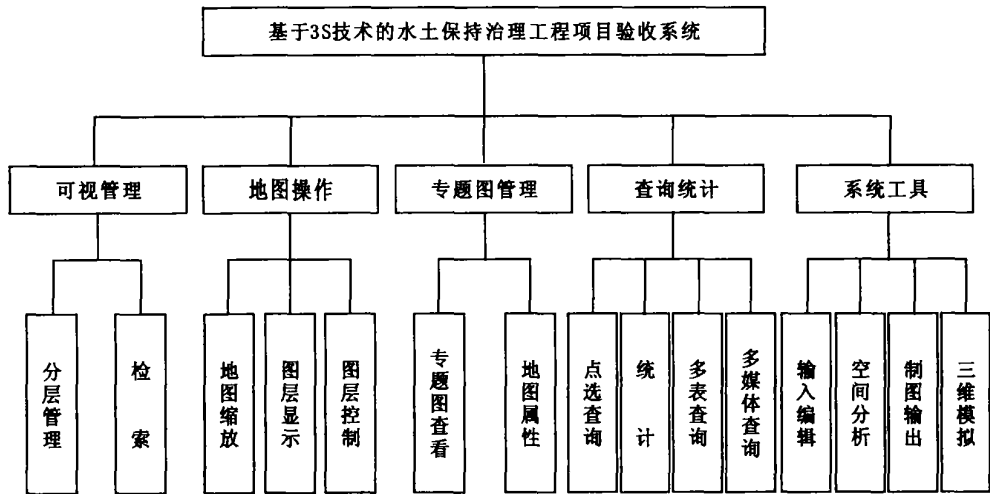 基于3S技术的水土保持治理工程项目验收系统
可视管理
地图操作
专题图管理
查询统计
系统工具
分层管理
检索
地图缩放
图层显示
图层控制
专题图查看
地图属性
点选查询
统计
多表查询
多媒体查询
输入编辑
空间分析
制图输出
三维模拟